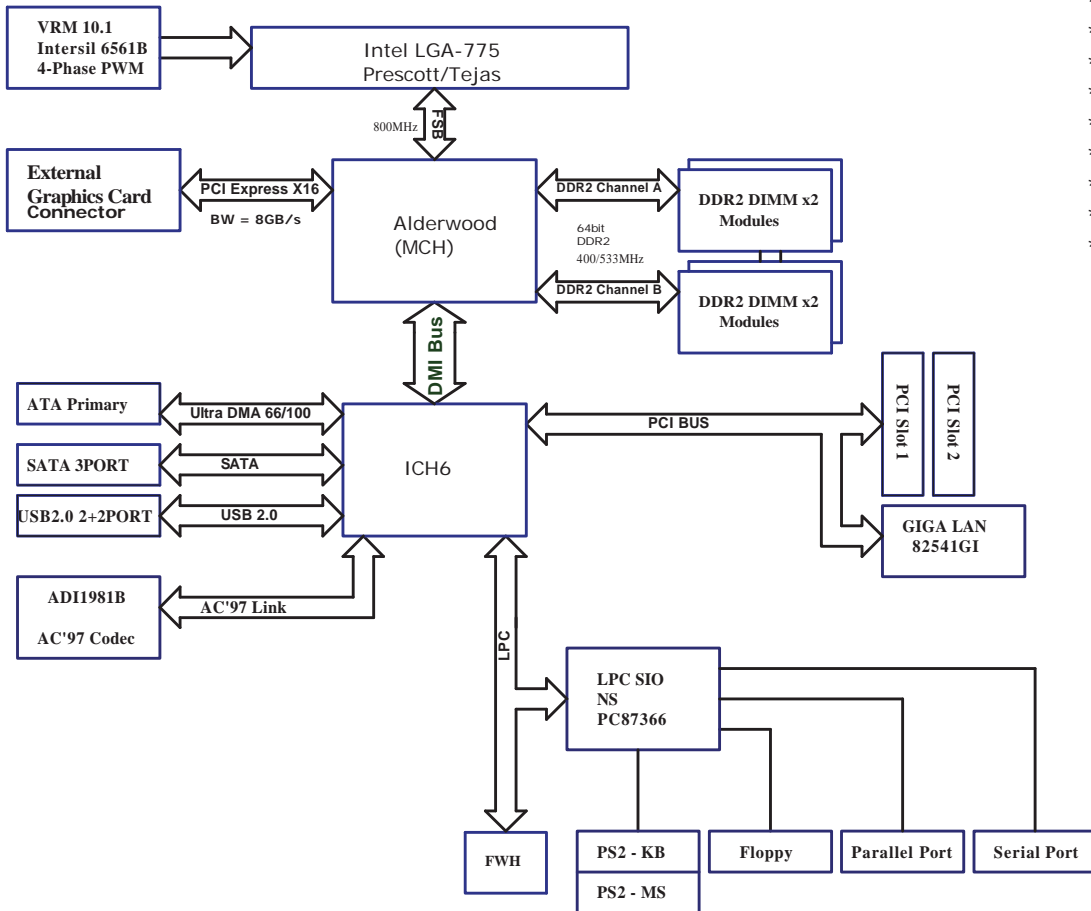 VRM 10.1
Intersil 6561B
4-Phase PWM
Intel LGA-775
Prescott/Tejas
800MHz
FSB
External
Graphics Card
Connector
PCI Express X16
BW = 8GB/s
Alderwood
(MCH)
DDR2 Channel A
64bit
DDR2
400/533MHz
DDR2 Channel B
DDR2 DIMM x2
Modules
DDR2 DIMM x2
Modules
DMI Bus
ATA Primary
Ultra DMA 66/100
SATA 3PORT
SATA
USB2.0 2+2PORT
USB 2.0
ICH6
PCI BUS
PCI Slot 1
PCI Slot 2
GIGA LAN
82541GI
ADI1981B
AC'97 Codec
AC'97 Link
LPC
LPC SIO
NS
PC87366
FWH
PS2 - KB
PS2 - MS
Floppy
Parallel Port
Serial Port